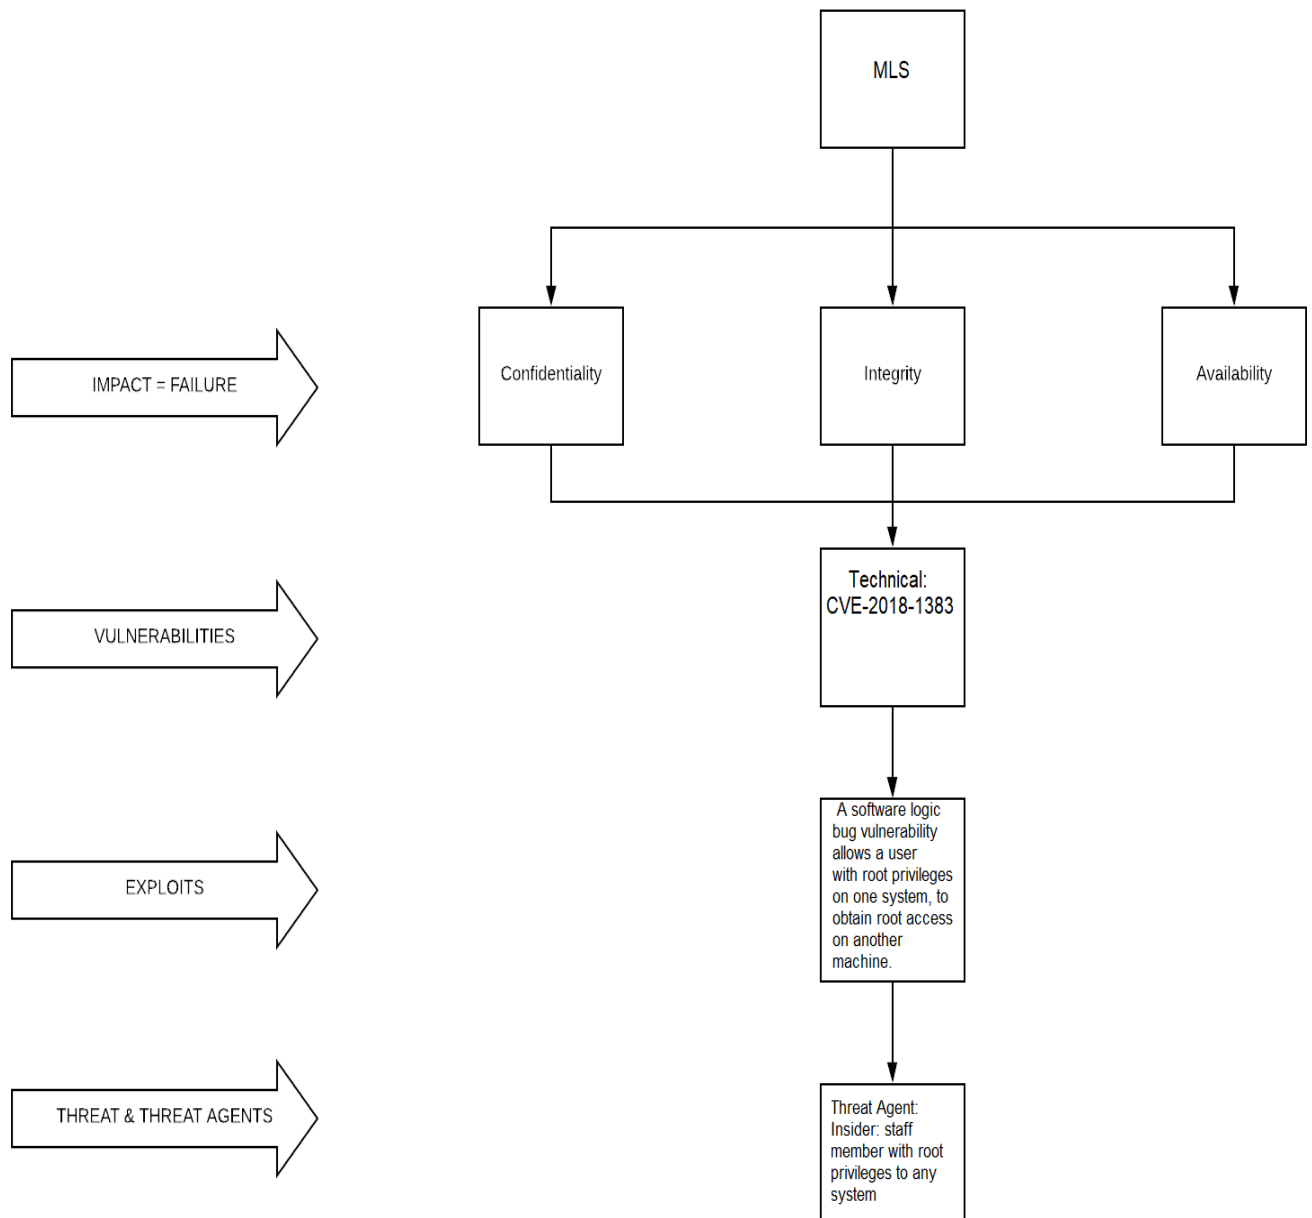 MLS
IMPACT = FAILURE
Confidentiality
Integrity
Availability
VULNERABILITIES
Technical:
CVE-2018-1383
EXPLOITS
A software logic
bug vulnerability
allows a user
with root privileges
on one system, to
obtain root access
on another
machine.
THREAT & THREAT AGENTS
Threat Agent:
Insider: staff
member with root
privileges to any
system